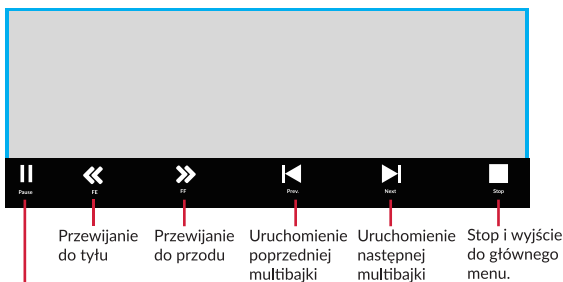 Pause FE FF Prev. Next Stop
Przewijanie
do tyłu
Przewijanie
do przodu
Uruchomienie
poprzedniej
multibajki
Uruchomienie
następnej
multibajki
Stop i wyjście
do głównego
menu.